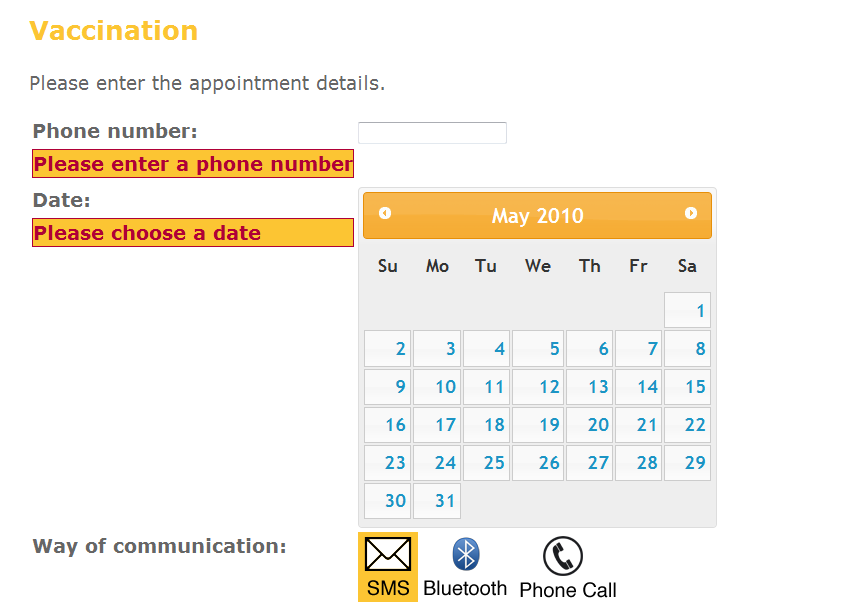 Vaccination
Please enter the appointment details.
Phone number:
Please enter a phone number
Date:
Please choose a date
May 2010
Su Mo Tu We Th Fr Sa
1
2 3 4 5 6 7 8
9 10 11 12 13 14 15
16 17 18 19 20 21 22
23 24 25 26 27 28 29
30 31
Way of communication:
SMS Bluetooth Phone Call